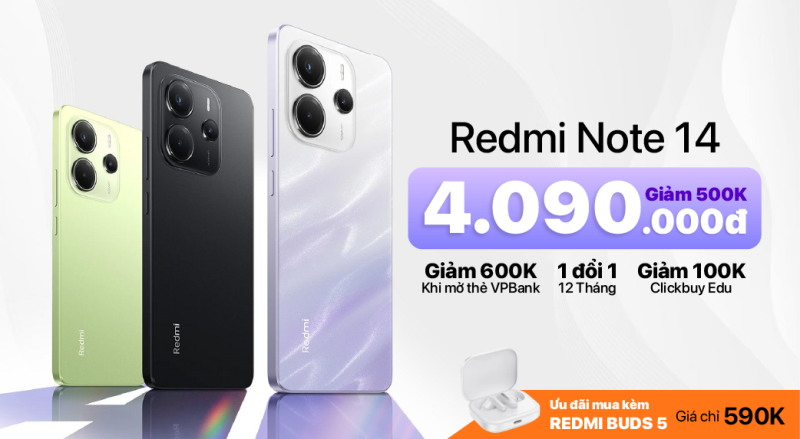 Redmi
Redmi
Redmi
Redmi Note 14
Giảm 500K
4.090.000đ
Giảm 600K
Khi mở thẻ VPBank
1 đổi 1
12 Tháng
Giảm 100K
Clickbuy Edu
Ưu đãi mua kèm
REDMI BUDS 5
Giá chỉ 590K